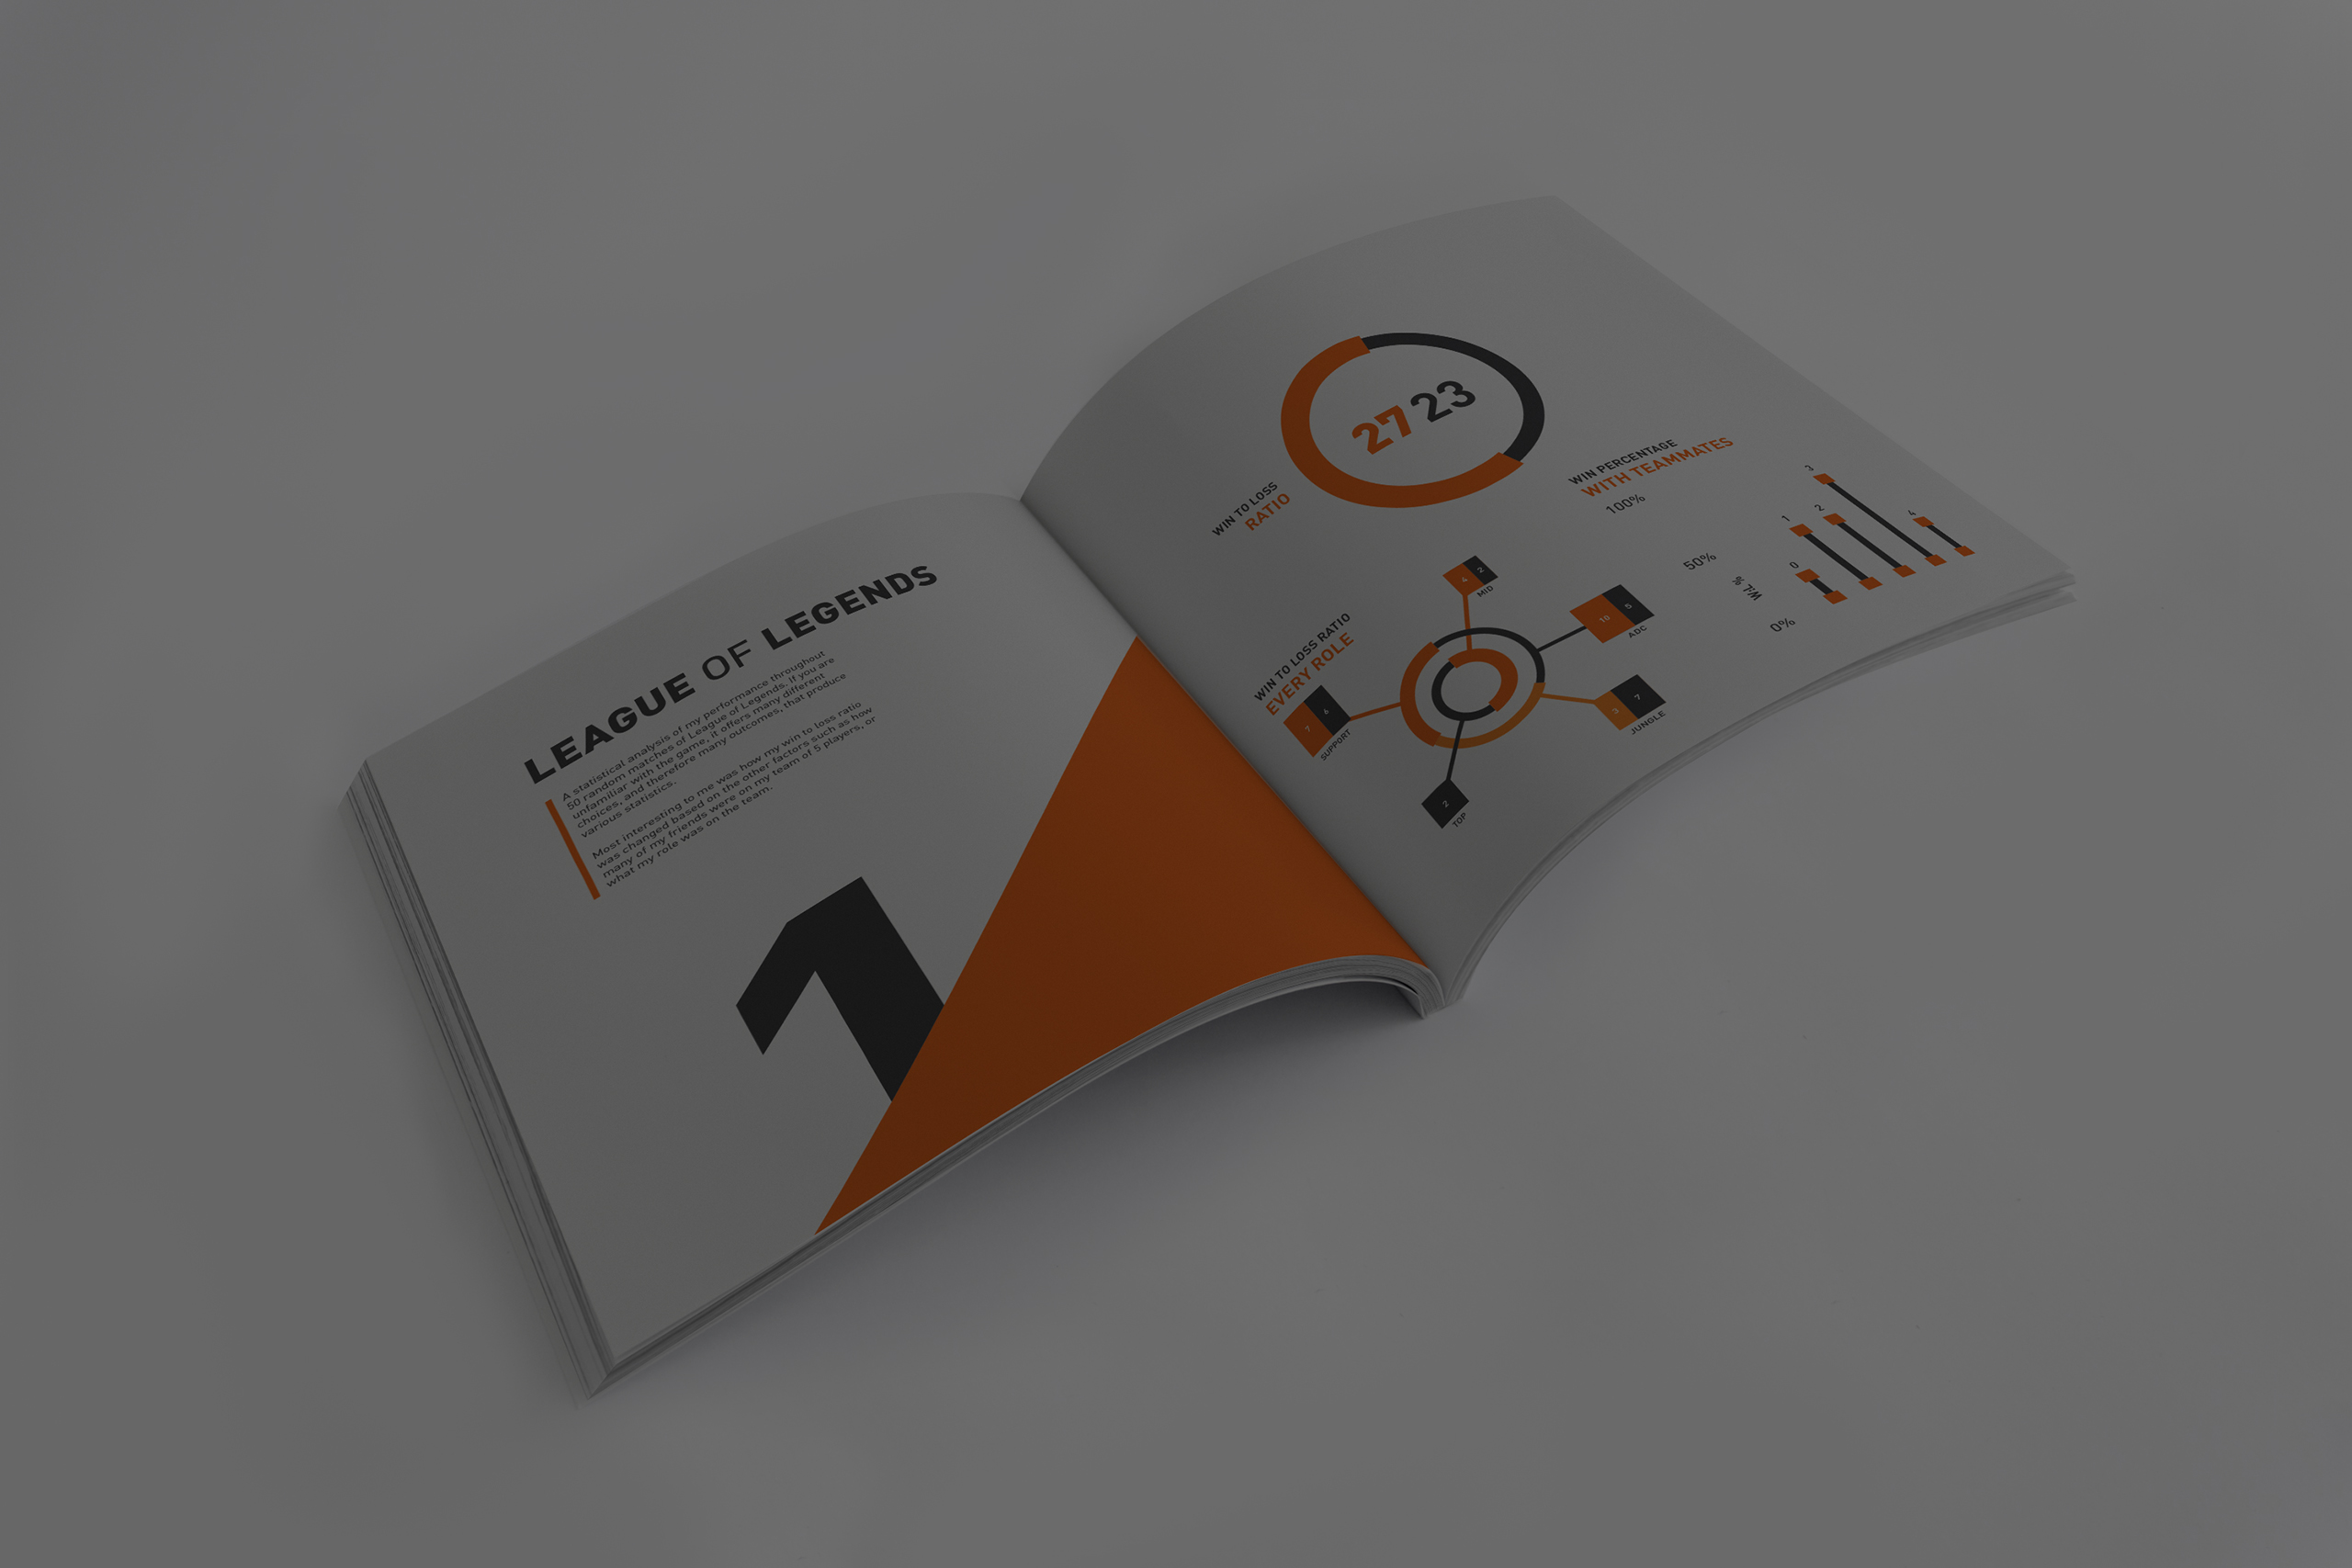 LEAGUE OF LEGENDS
A statistical analysis of my performance throughout
50 random matches of League of Legends. If you are
unfamiliar with the game, it offers many different
choices, and therefore many outcomes, that produce
various statistics.
Most interesting to me was how my win to loss ratio
was changed based on the other factors such as how
many of my friends were on my team of 5 players, or
what my role was on the team.
1
27 23
WIN TO LOSS
RATIO
WIN PERCENTAGE
WITH TEAMMATES
100%
50%
0%
W:L %
0
1
2
3
4
WIN TO LOSS RATIO
EVERY ROLE
4 2
MID
10 5
ADC
3 7
JUNGLE
2
TOP
7
SUPPORT